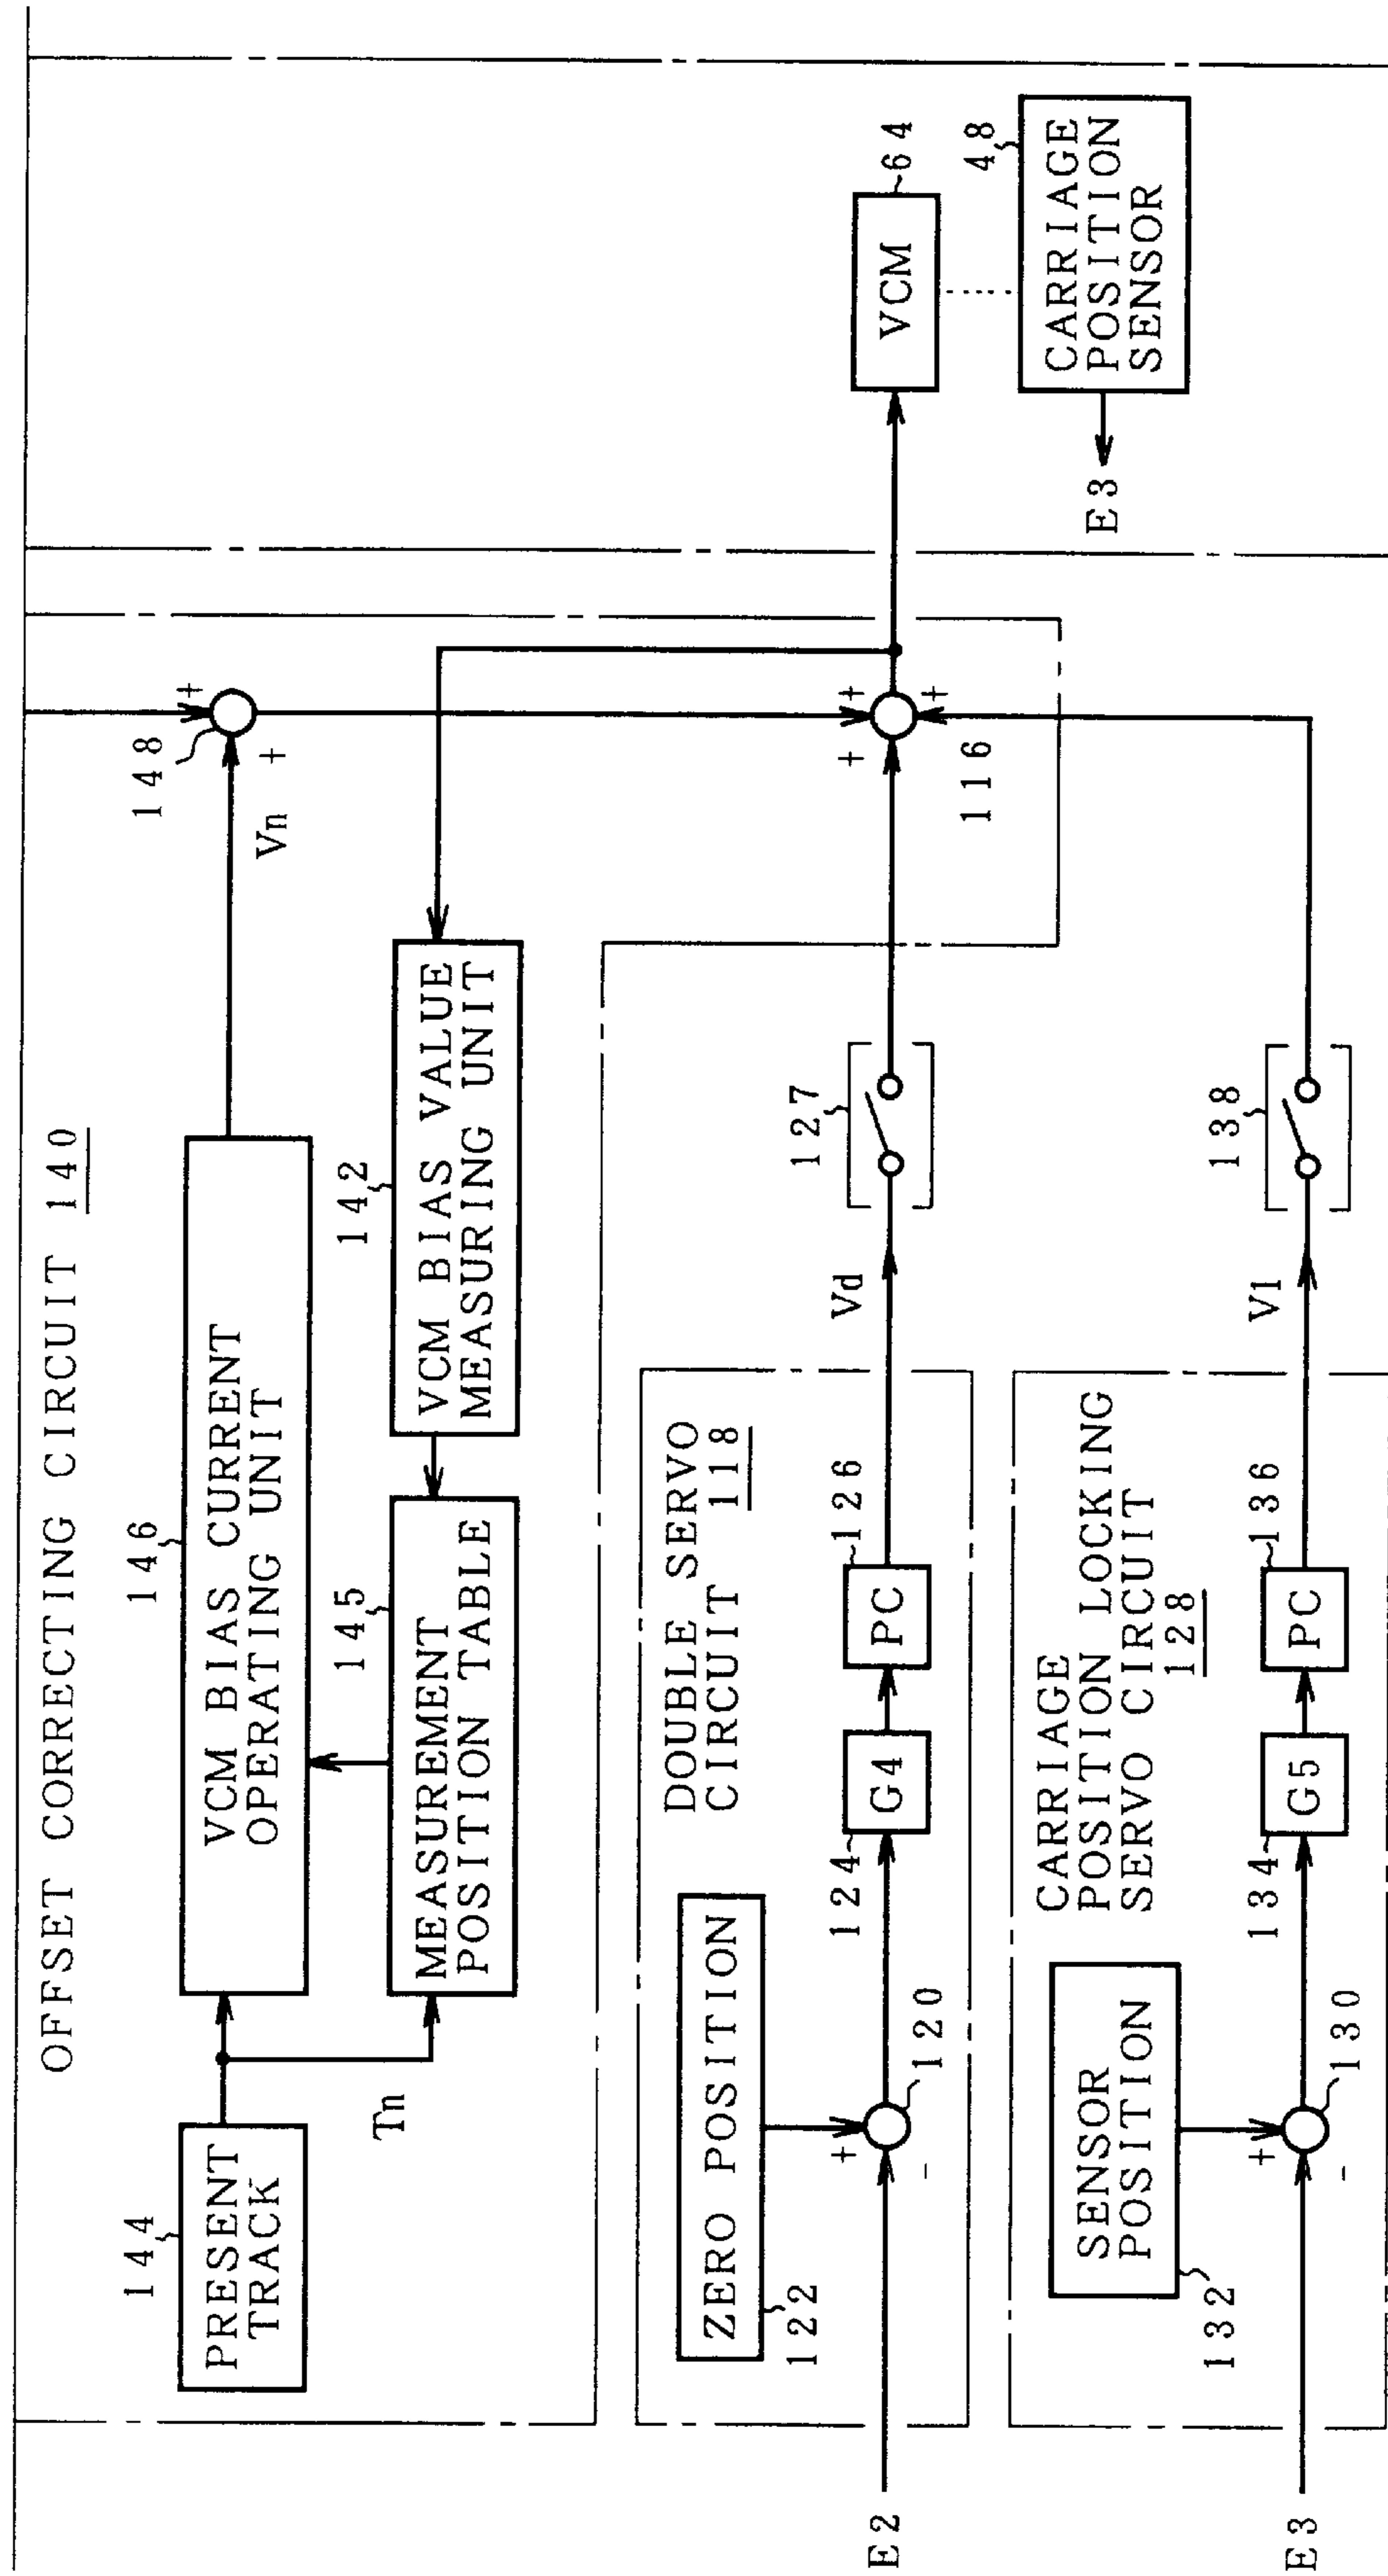 OFFSET CORRECTING CIRCUIT 140
144
PRESENT
TRACK
Tn
146
VCM BIAS CURRENT
OPERATING UNIT
145
MEASUREMENT
POSITION TABLE
142
VCM BIAS VALUE
MEASURING UNIT
Vn
148
+
+
DOUBLE SERVO
CIRCUIT 118
ZERO POSITION
122
E2
+
-
120
124
G4
126
PC
Vd
127
+
+
+
116
VCM
64
48
CARRIAGE
POSITION
SENSOR
E3
CARRIAGE
POSITION LOCKING
SERVO CIRCUIT
128
SENSOR
POSITION
132
E3
+
-
130
134
G5
136
PC
V1
138